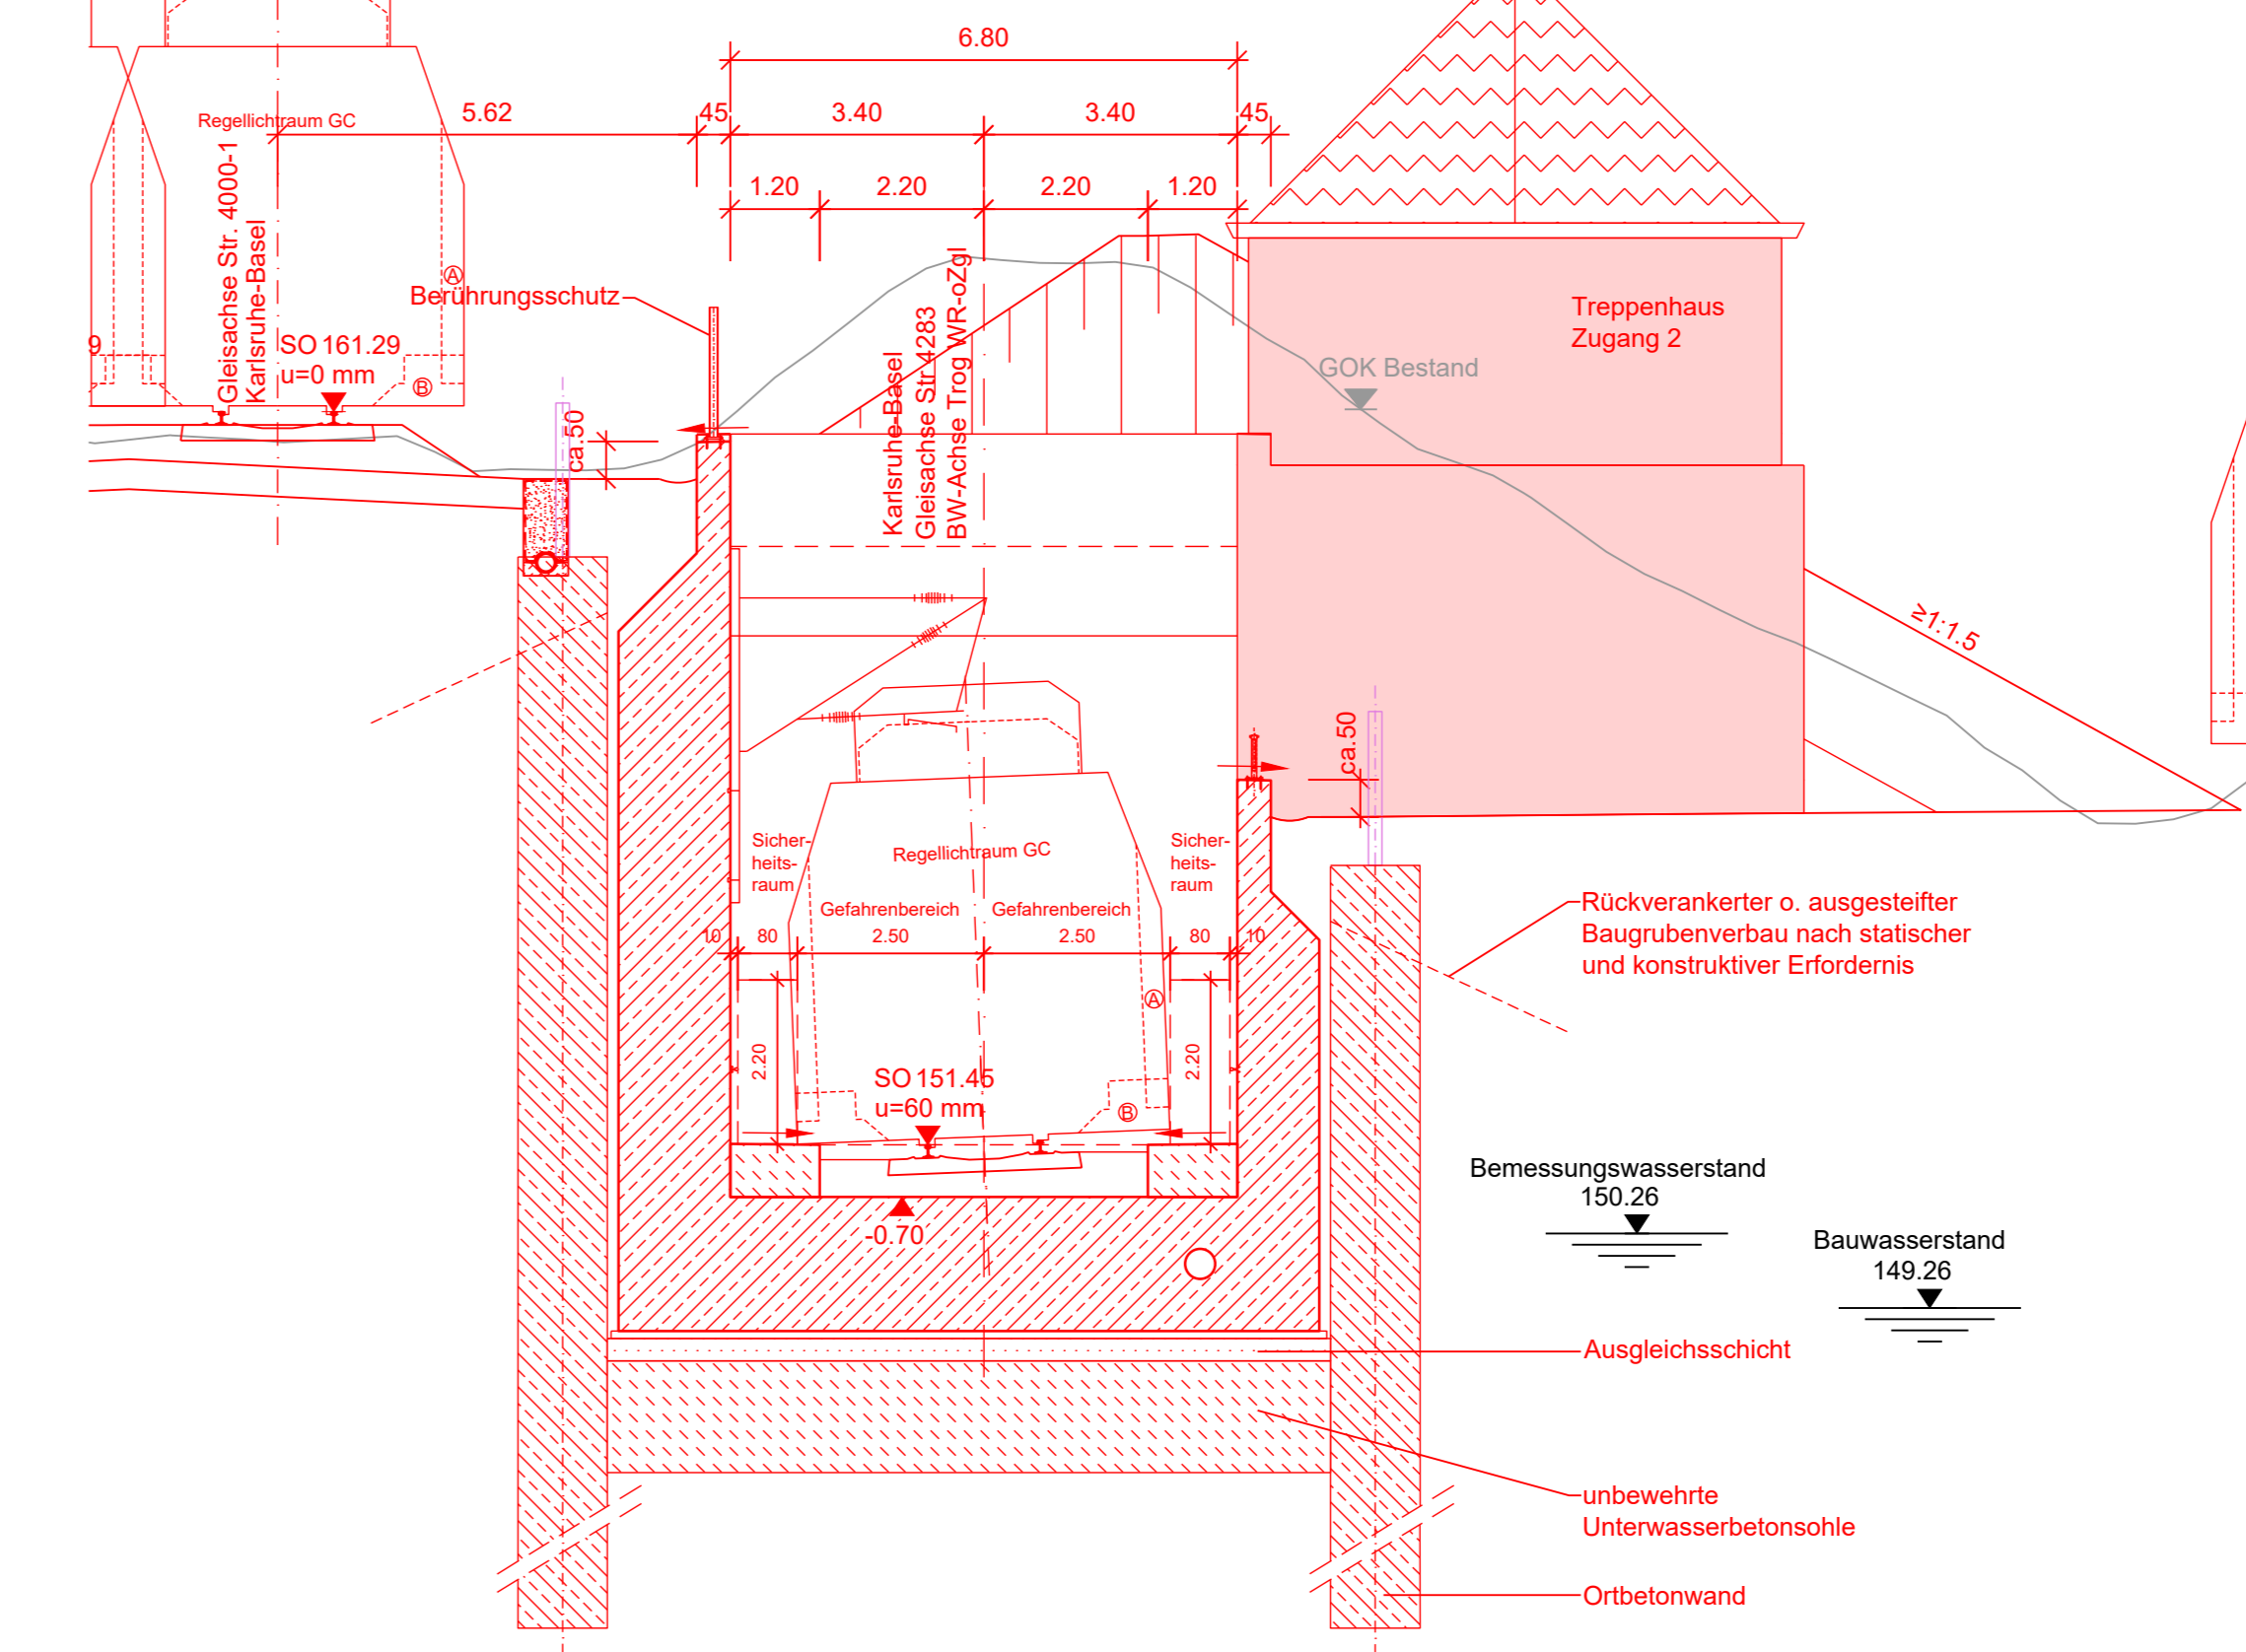 6.80
5.62
45
3.40
3.40
45
1.20
2.20
2.20
1.20
Regellichtraum GC
Gleisachse Str. 4000-1
Karlsruhe-Basel
A
Berührungsschutz
9
SO 161.29
u=0 mm
B
ca.50
Karlsruhe-Basel
Gleisachse Str.4283
BW-Achse Trog WR-oZgl
Treppenhaus
Zugang 2
GOK Bestand
≥1:1.5
ca.50
Sicher-
heits-
raum
Regellichtraum GC
Sicher-
heits-
raum
Gefahrenbereich
Gefahrenbereich
10
80
2.50
2.50
80
10
Rückverankerter o. ausgesteifter
Baugrubenverbau nach statischer
und konstruktiver Erfordernis
A
2.20
2.20
SO 151.45
u=60 mm
B
-0.70
Bemessungswasserstand
150.26
Bauwasserstand
149.26
Ausgleichsschicht
unbewehrte
Unterwasserbetonsohle
Ortbetonwand